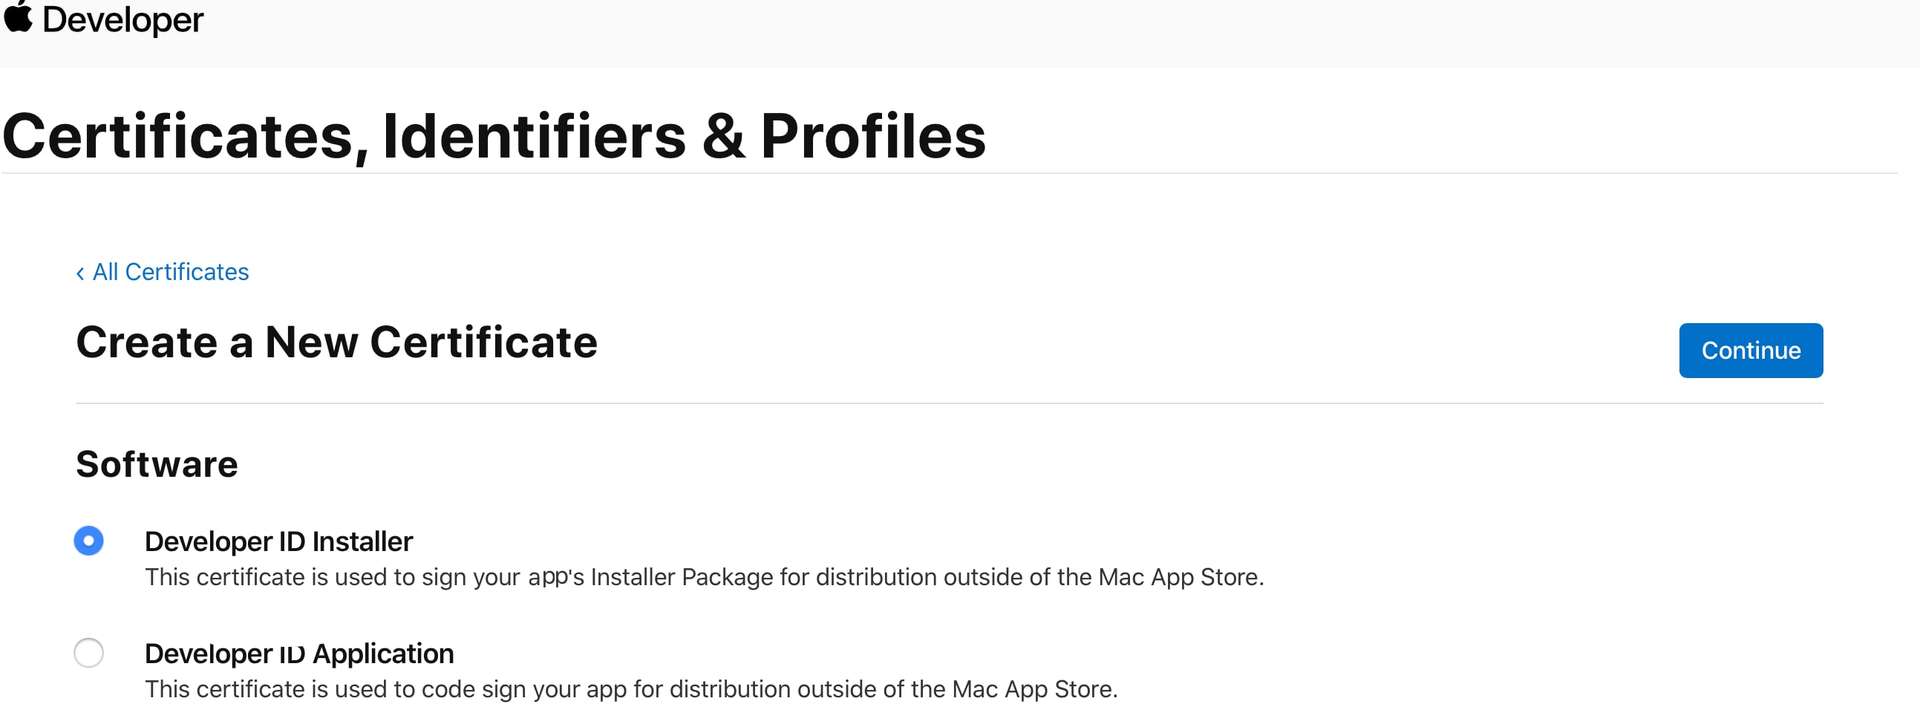 Developer
Certificates, Identifiers & Profiles
‹ All Certificates
Create a New Certificate
Continue
Software
Developer ID Installer
This certificate is used to sign your app's Installer Package for distribution outside of the Mac App Store.
Developer ID Application
This certificate is used to code sign your app for distribution outside of the Mac App Store.